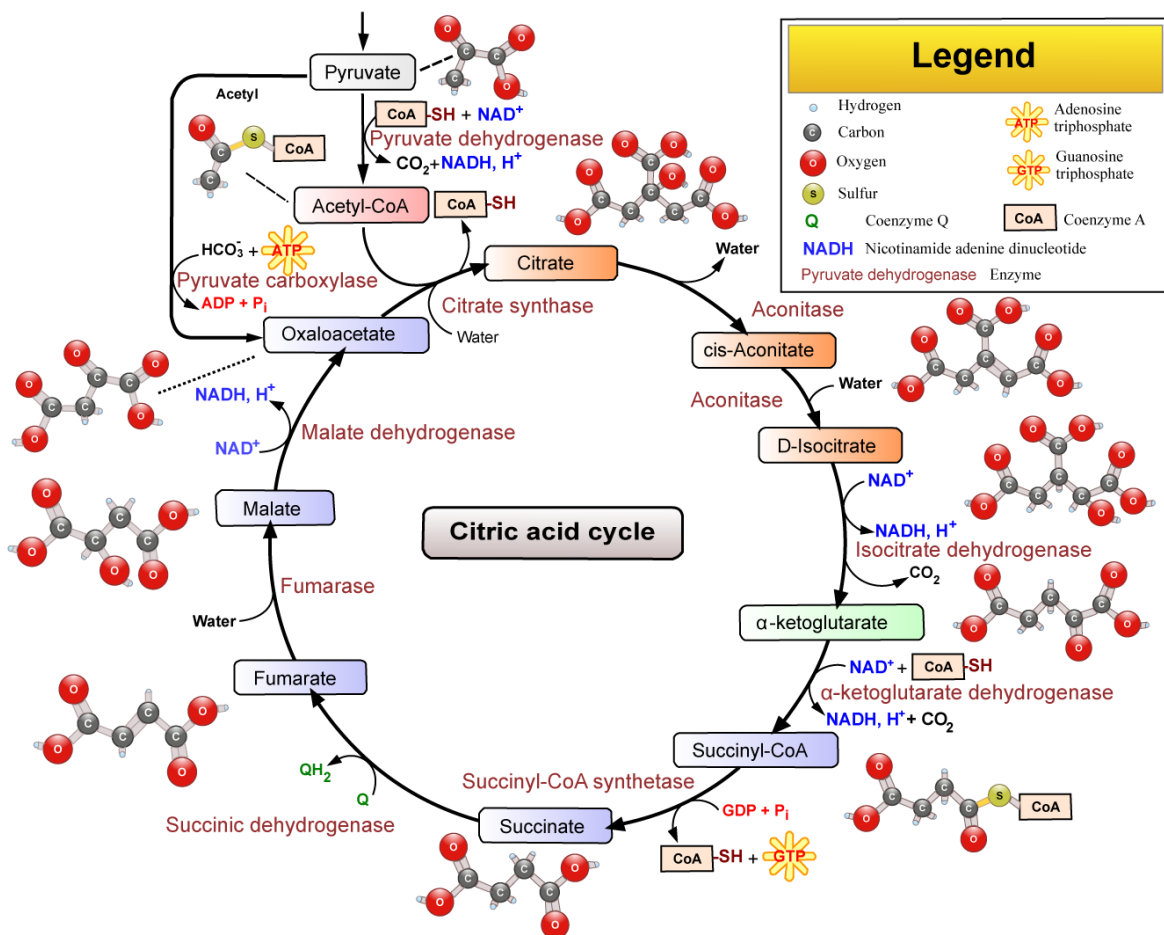 Legend
Hydrogen
Carbon
Oxygen
S Sulfur
Q Coenzyme Q
NADH Nicotinamide adenine dinucleotide
Pyruvate dehydrogenase Enzyme
ATP Adenosine
triphosphate
GTP Guanosine
triphosphate
CoA Coenzyme A
Pyruvate
Acetyl
CoA-SH + NAD⁺
Pyruvate dehydrogenase
CO₂+NADH, H⁺
S CoA
Acetyl-CoA
CoA-SH
HCO₃⁻ + ATP
Pyruvate carboxylase
ADP + Pᵢ
Citrate
Water
Citrate synthase
Water
Oxaloacetate
Aconitase
cis-Aconitate
Water
Aconitase
D-Isocitrate
NAD⁺
NADH, H⁺
Isocitrate dehydrogenase
CO₂
α-ketoglutarate
NAD⁺ + CoA-SH
α-ketoglutarate dehydrogenase
NADH, H⁺ + CO₂
Succinyl-CoA
S CoA
Succinyl-CoA synthetase
GDP + Pᵢ
CoA-SH + GTP
Succinate
QH₂
Q
Succinic dehydrogenase
Fumarate
Water
Fumarase
Malate
NADH, H⁺
NAD⁺
Malate dehydrogenase
Citric acid cycle